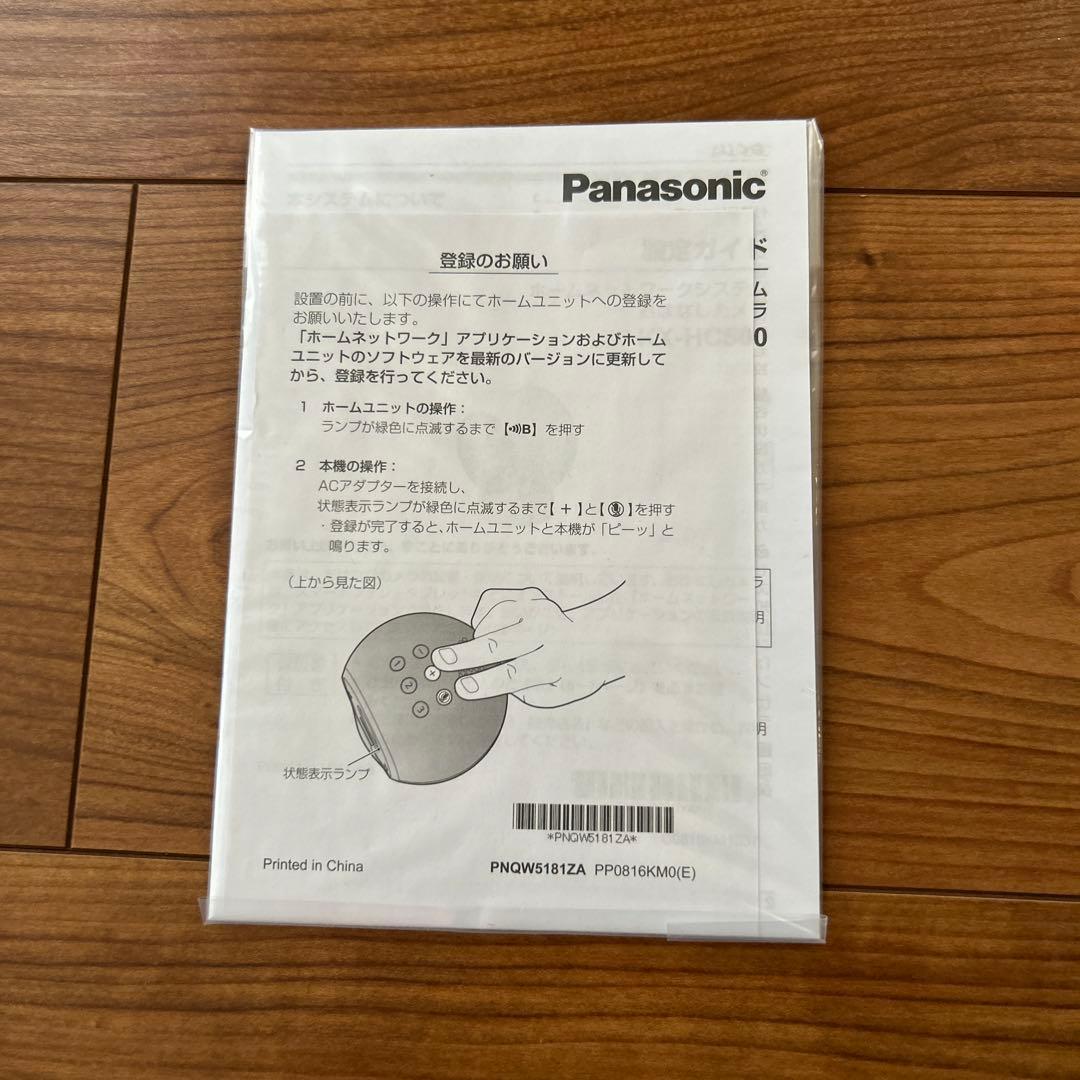 Panasonic®
登録のお願い
設置の前に、以下の操作にてホームユニットへの登録を
お願いいたします。
「ホームネットワーク」アプリケーションおよびホーム
ユニットのソフトウェアを最新のバージョンに更新して
から、登録を行ってください。
1 ホームユニットの操作：
ランプが緑色に点滅するまで【B】を押す
2 本機の操作：
ACアダプターを接続し、
状態表示ランプが緑色に点滅するまで【＋】と【】を押す
・登録が完了すると、ホームユニットと本機が「ピーッ」と
鳴ります。
（上から見た図）
1
2
3
+
状態表示ランプ
*PNQW5181ZA*
Printed in China
PNQW5181ZA PP0816KM0(E)
ド
ム
ラ
0
ラ
明
明